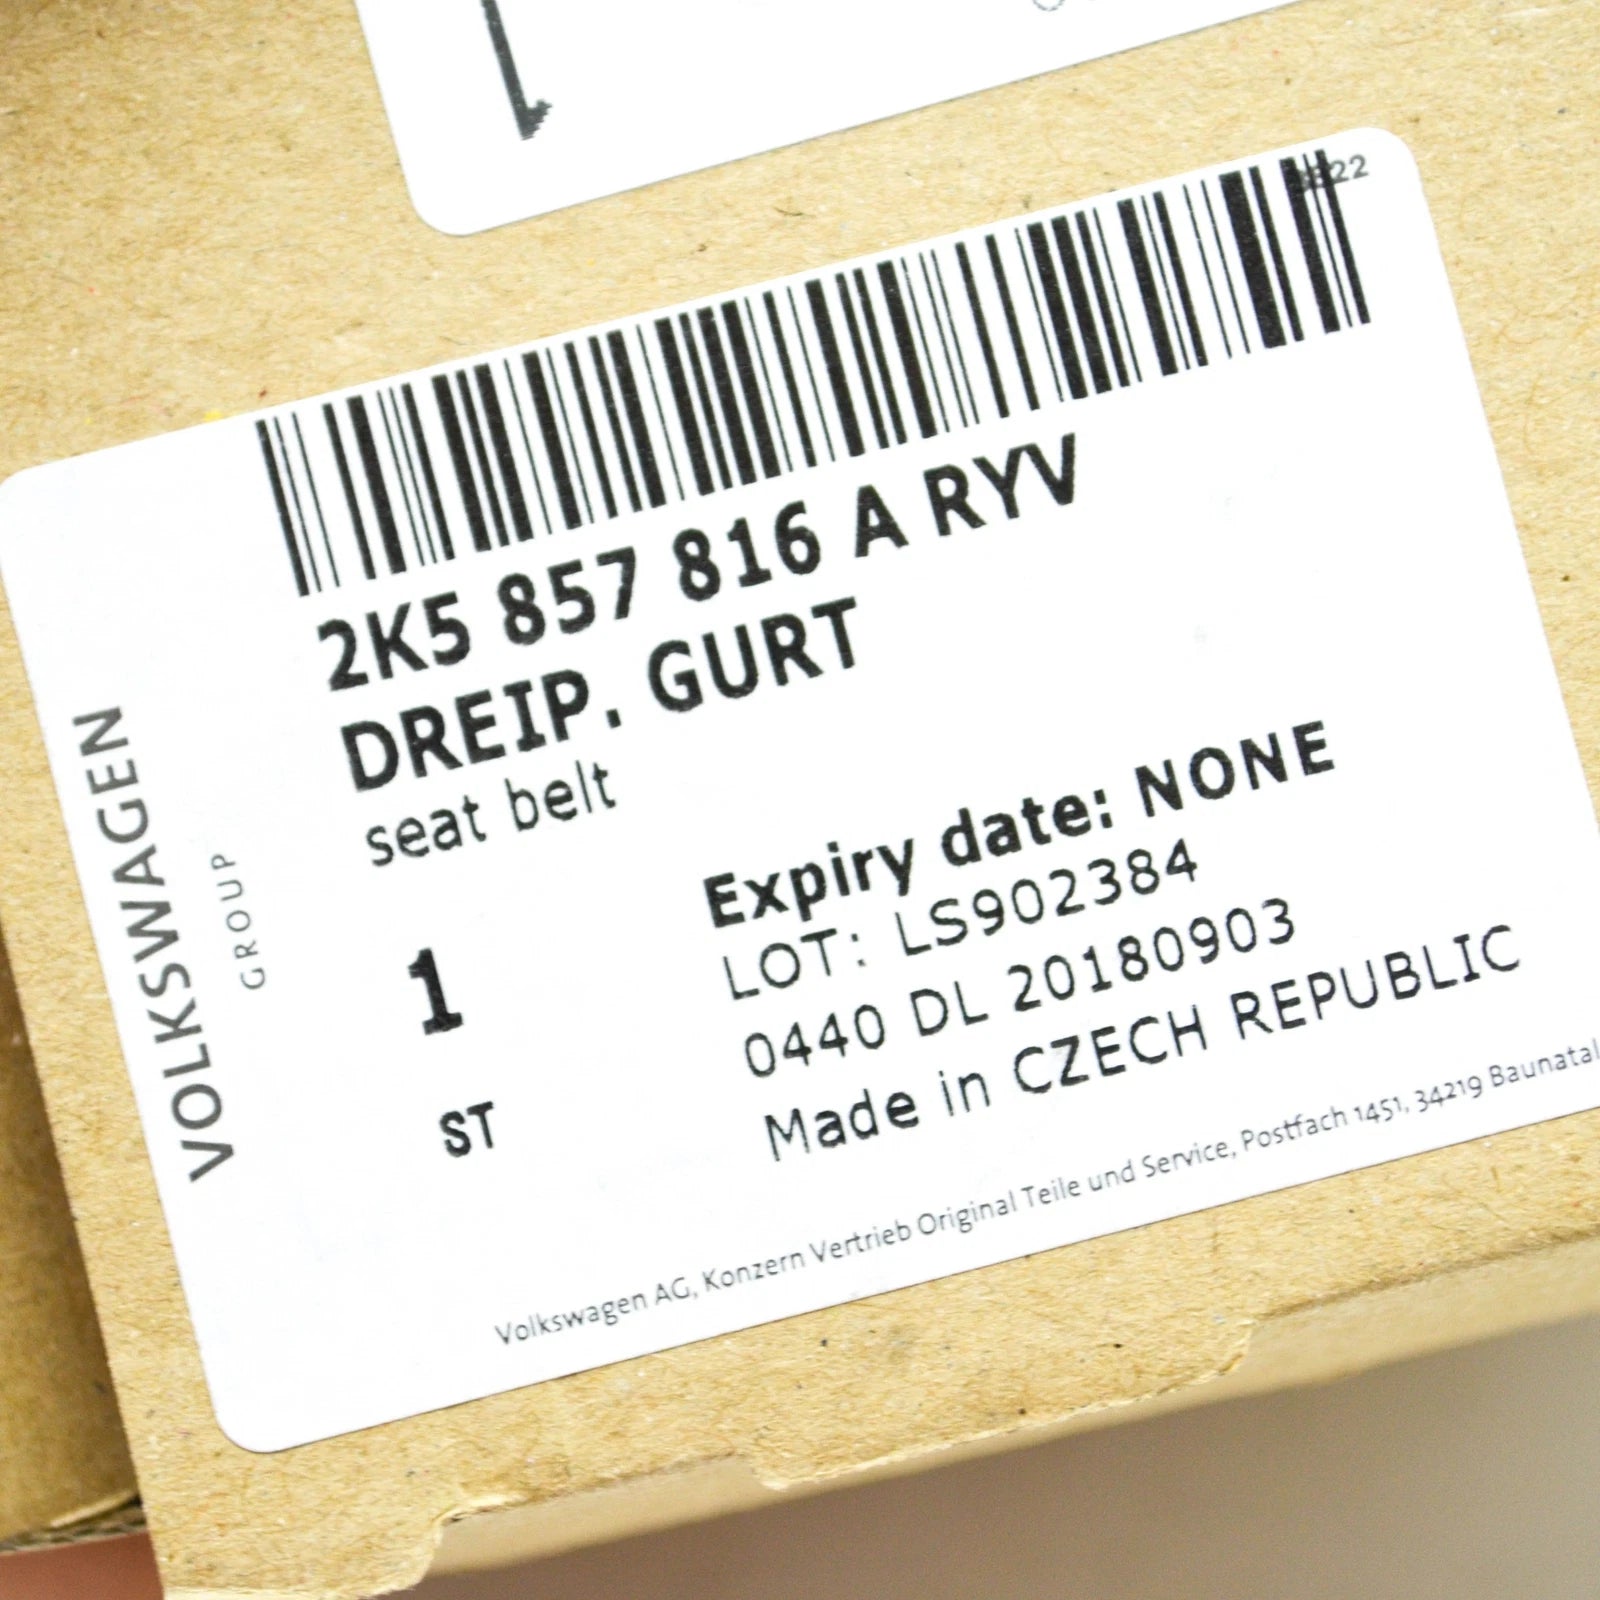 2K5 857 816 A RYV
DREIP. GURT
seat belt
Expiry date: NONE
LOT: LS902384
1
0440 DL 20180903
Made in CZECH REPUBLIC
ST
Volkswagen AG, Konzern Vertrieb Original Teile und Service, Postfach 1451, 34219 Baunatal
VOLKSWAGEN
GROUP